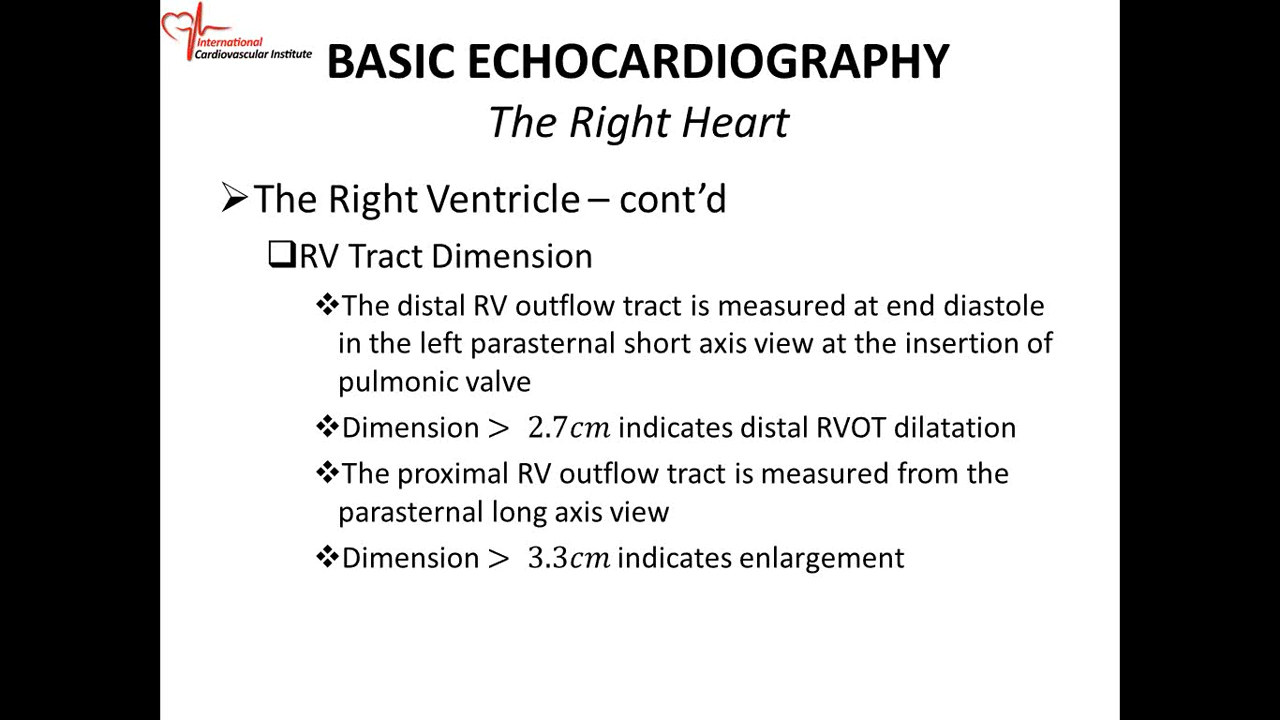 International
Cardiovascular Institute
BASIC ECHOCARDIOGRAPHY
The Right Heart
➢The Right Ventricle – cont’d
❑RV Tract Dimension
❖The distal RV outflow tract is measured at end diastole
in the left parasternal short axis view at the insertion of
pulmonic valve
❖Dimension > 2.7cm indicates distal RVOT dilatation
❖The proximal RV outflow tract is measured from the
parasternal long axis view
❖Dimension > 3.3cm indicates enlargement